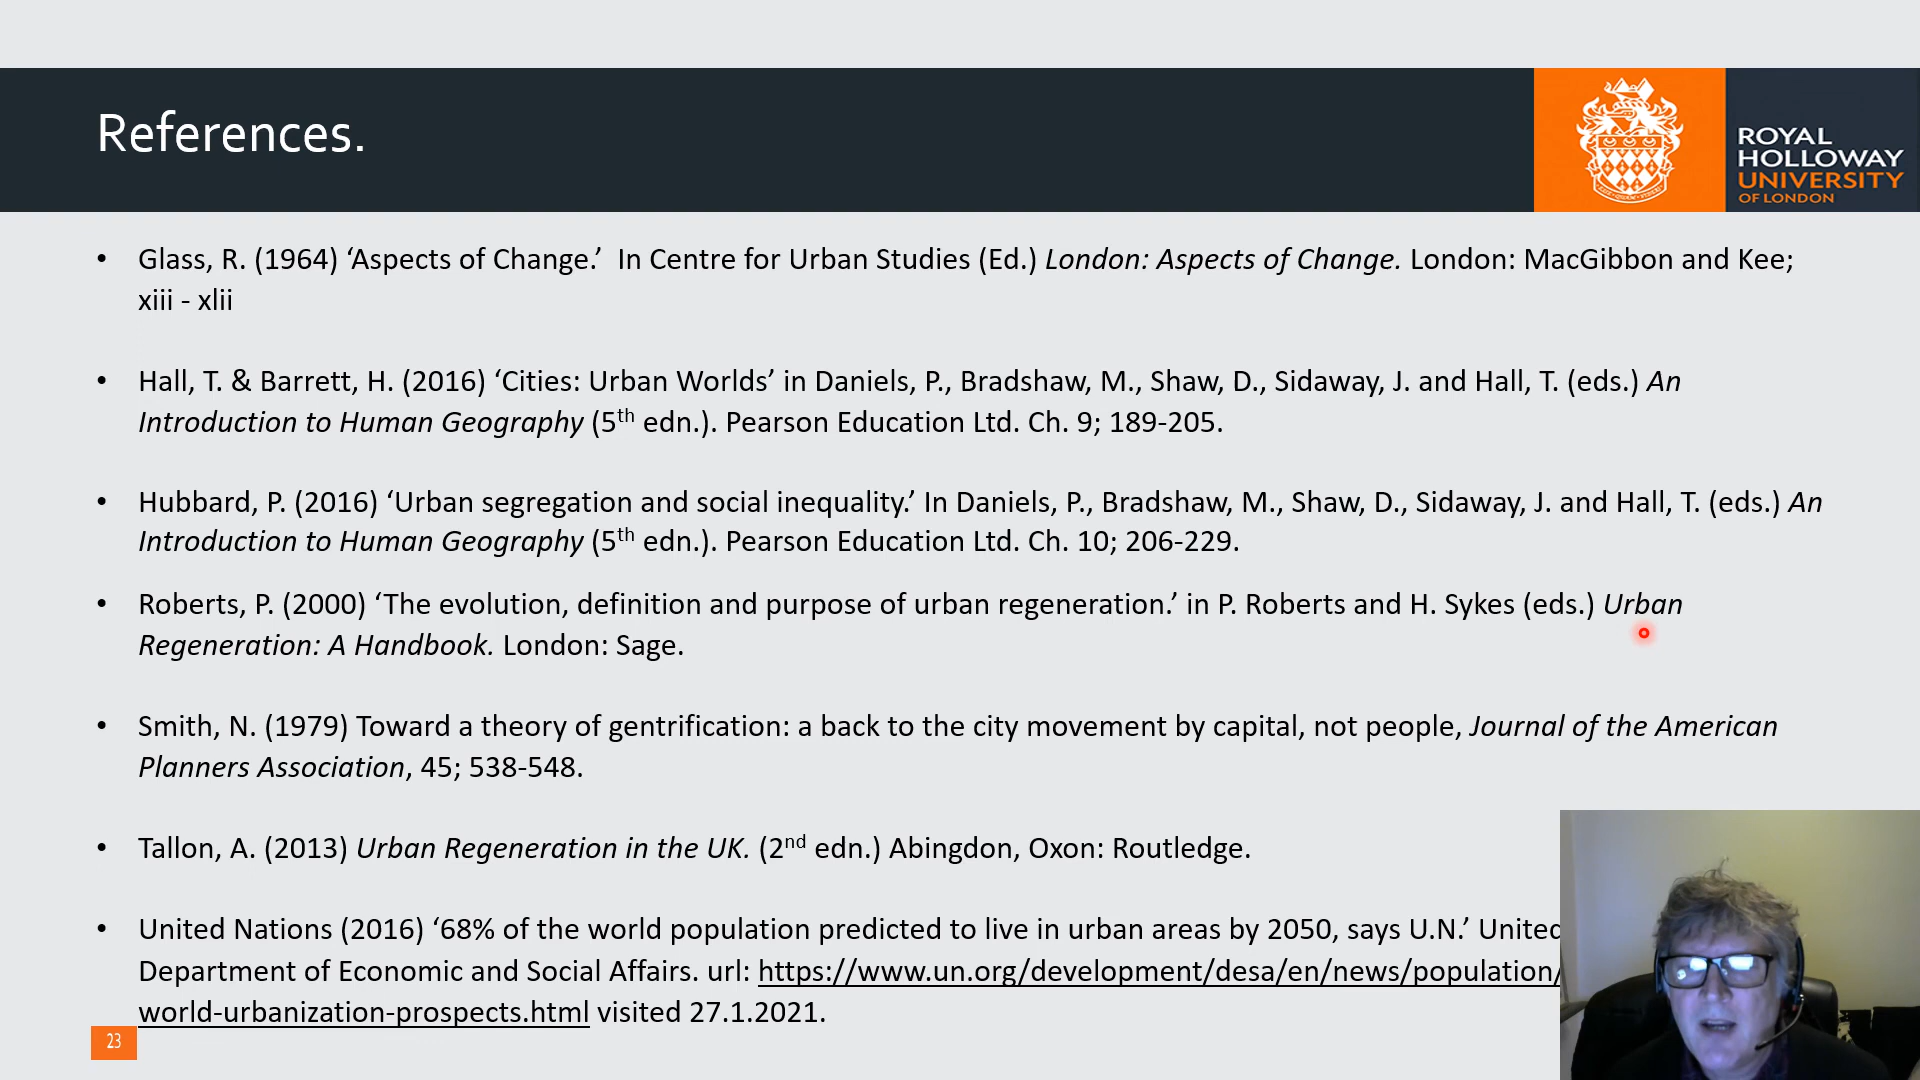 References.
ROYAL
HOLLOWAY
UNIVERSITY
OF LONDON
• Glass, R. (1964) ‘Aspects of Change.’  In Centre for Urban Studies (Ed.) London: Aspects of Change. London: MacGibbon and Kee;
xiii - xlii
• Hall, T. & Barrett, H. (2016) ‘Cities: Urban Worlds’ in Daniels, P., Bradshaw, M., Shaw, D., Sidaway, J. and Hall, T. (eds.) An
Introduction to Human Geography (5th edn.). Pearson Education Ltd. Ch. 9; 189-205.
• Hubbard, P. (2016) ‘Urban segregation and social inequality.’ In Daniels, P., Bradshaw, M., Shaw, D., Sidaway, J. and Hall, T. (eds.) An
Introduction to Human Geography (5th edn.). Pearson Education Ltd. Ch. 10; 206-229.
• Roberts, P. (2000) ‘The evolution, definition and purpose of urban regeneration.’ in P. Roberts and H. Sykes (eds.) Urban
Regeneration: A Handbook. London: Sage.
• Smith, N. (1979) Toward a theory of gentrification: a back to the city movement by capital, not people, Journal of the American
Planners Association, 45; 538-548.
• Tallon, A. (2013) Urban Regeneration in the UK. (2nd edn.) Abingdon, Oxon: Routledge.
• United Nations (2016) ‘68% of the world population predicted to live in urban areas by 2050, says U.N.’ United
Department of Economic and Social Affairs. url: https://www.un.org/development/desa/en/news/population/
world-urbanization-prospects.html visited 27.1.2021.
23